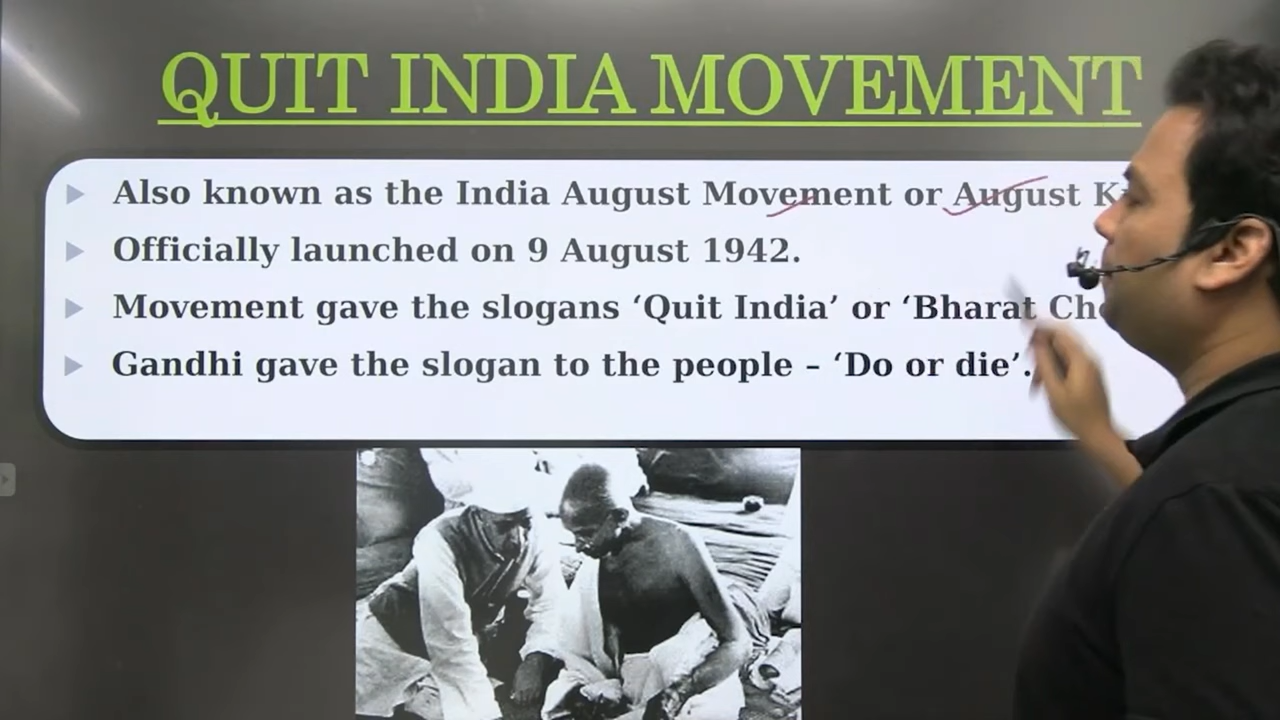 QUIT INDIA MOVEMENT
Also known as the India August Movement or August
Officially launched on 9 August 1942.
Movement gave the slogans ‘Quit India’ or ‘Bharat
Gandhi gave the slogan to the people – ‘Do or die’.